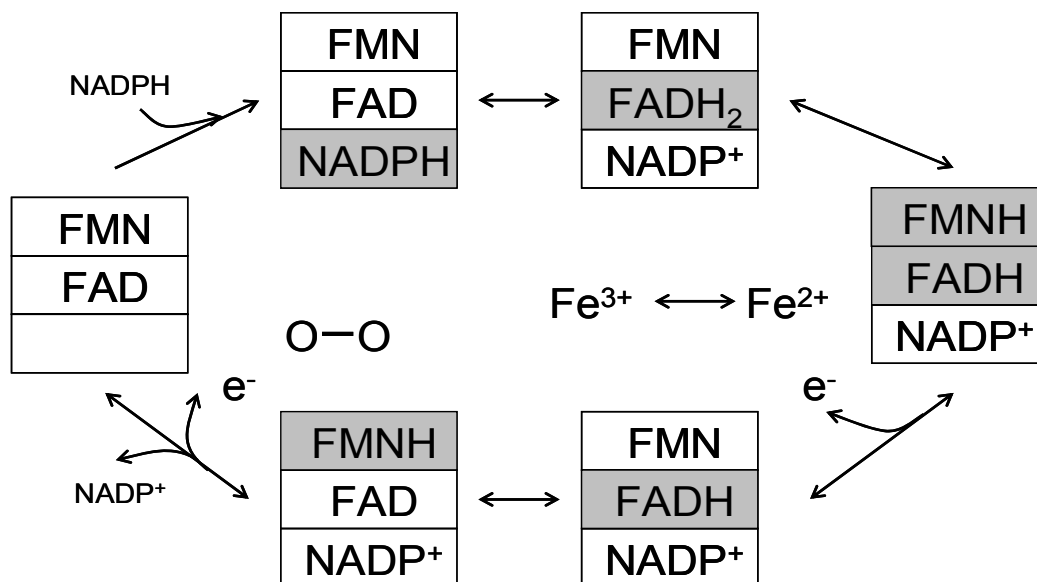 NADPH
FMN
FAD
NADPH
FMN
FADH₂
NADP⁺
FMN
FAD
FMNH
FADH
NADP⁺
O–O
Fe³⁺
Fe²⁺
e⁻
NADP⁺
FMNH
FAD
NADP⁺
FMN
FADH
NADP⁺
e⁻